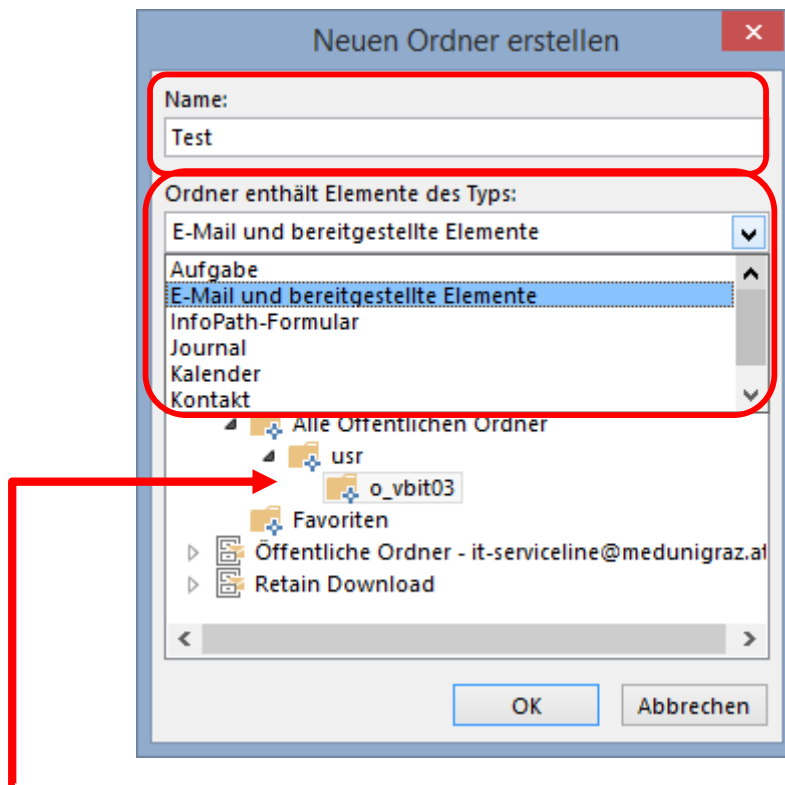 Neuen Ordner erstellen
Name:
Test
Ordner enthält Elemente des Typs:
E-Mail und bereitgestellte Elemente
Aufgabe
E-Mail und bereitgestellte Elemente
InfoPath-Formular
Journal
Kalender
Kontakt
Alle Öffentlichen Ordner
usr
o_vbit03
Favoriten
Öffentliche Ordner - it-serviceline@medunigraz.at
Retain Download
OK
Abbrechen